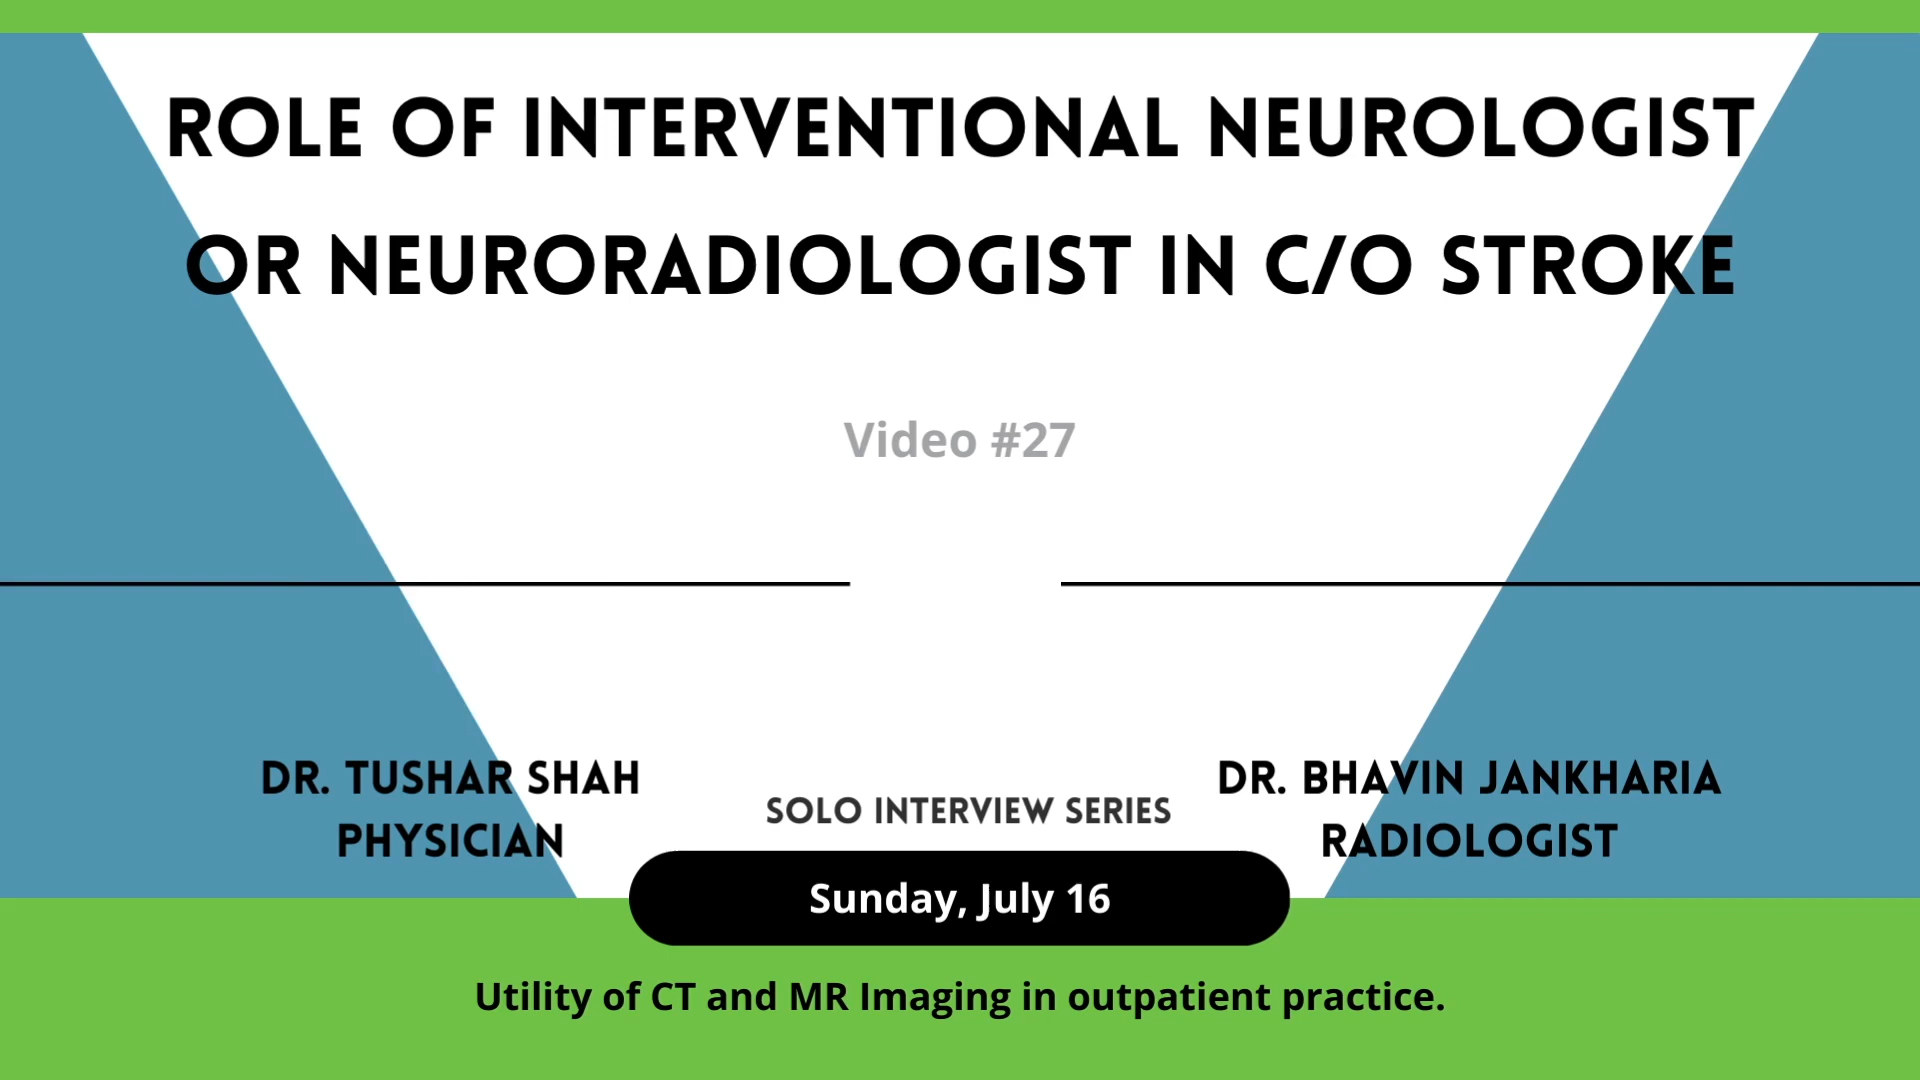 ROLE OF INTERVENTIONAL NEUROLOGIST
OR NEURORADIOLOGIST IN C/O STROKE
Video #27
DR. TUSHAR SHAH
PHYSICIAN
SOLO INTERVIEW SERIES
DR. BHAVIN JANKHARIA
RADIOLOGIST
Sunday, July 16
Utility of CT and MR Imaging in outpatient practice.